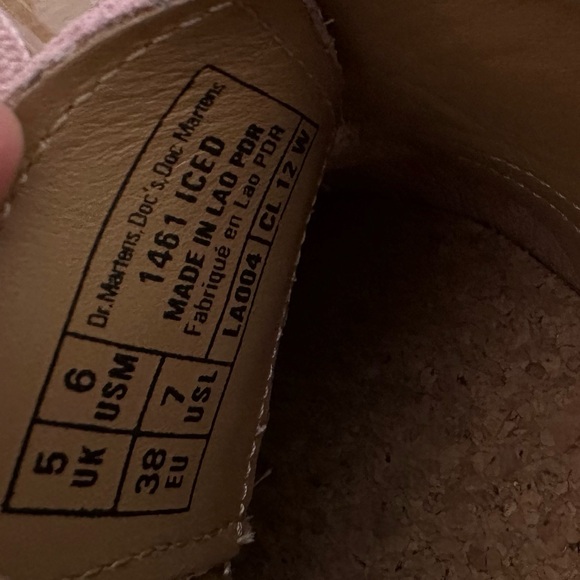 Dr.Martens.Doc's.Doc Martens
1461 ICED
MADE IN LAO PDR
Fabriqué en Lao PDR
LA004 CL 12 W
6 USM
7 USL
5 UK
38 EU